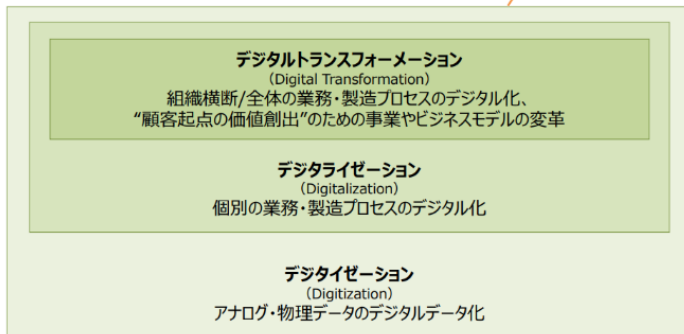 デジタルトランスフォーメーション
(Digital Transformation)
組織横断/全体の業務・製造プロセスのデジタル化、
“顧客起点の価値創出”のための事業やビジネスモデルの変革
デジタライゼーション
(Digitalization)
個別の業務・製造プロセスのデジタル化
デジタイゼーション
(Digitization)
アナログ・物理データのデジタルデータ化